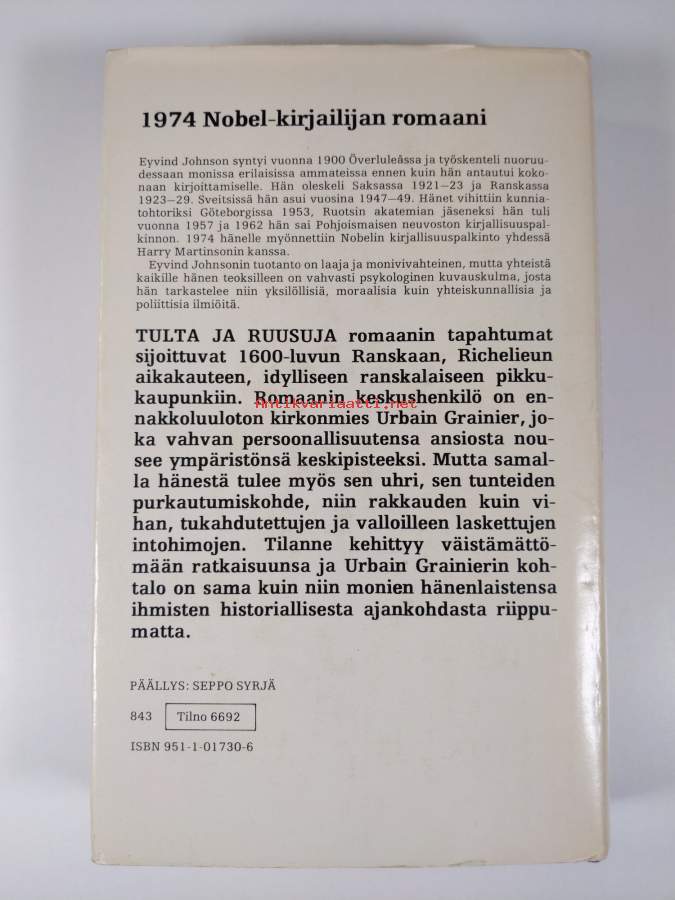 1974 Nobel-kirjailijan romaani
Eyvind Johnson syntyi vuonna 1900 Överluleåssa ja työskenteli nuoruu-
dessaan monissa erilaisissa ammateissa ennen kuin hän antautui koko-
naan kirjoittamiselle. Hän oleskeli Saksassa 1921—23 ja Ranskassa
1923—29. Sveitsissä hän asui vuosina 1947—49. Hänet vihittiin kunnia-
tohtoriksi Göteborgissa 1953, Ruotsin akatemian jäseneksi hän tuli
vuonna 1957 ja 1962 hän sai Pohjoismaisen neuvoston kirjallisuuspal-
kinnon. 1974 hänelle myönnettiin Nobelin kirjallisuuspalkinto yhdessä
Harry Martinsonin kanssa.
Eyvind Johnsonin tuotanto on laaja ja monivivahteinen, mutta yhteistä
kaikille hänen teoksilleen on vahvasti psykologinen kuvauskulma, josta
hän tarkastelee niin yksilöllisiä, moraalisia kuin yhteiskunnallisia ja
poliittisia ilmiöitä.
TULTA JA RUUSUJA romaanin tapahtumat
sijoittuvat 1600-luvun Ranskaan, Richelieun
aikakauteen, idylliseen ranskalaiseen pikku-
kaupunkiin. Romaanin keskushenkilö on en-
antikvariaatti.net
nakkoluuloton kirkonmies Urbain Grainier, jo-
ka vahvan persoonallisuutensa ansiosta nou-
see ympäristönsä keskipisteeksi. Mutta samal-
la hänestä tulee myös sen uhri, sen tunteiden
purkautumiskohde, niin rakkauden kuin vi-
han, tukahdutettujen ja valloilleen laskettujen
intohimojen. Tilanne kehittyy väistämättö-
mään ratkaisuunsa ja Urbain Grainierin koh-
talo on sama kuin niin monien hänenlaistensa
ihmisten historiallisesta ajankohdasta riippu-
matta.
PÄÄLLYS: SEPPO SYRJÄ
843 Tilno 6692
ISBN 951-1-01730-6